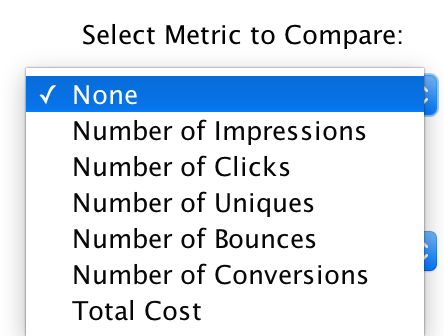 Select Metric to Compare:
✓ None
Number of Impressions
Number of Clicks
Number of Uniques
Number of Bounces
Number of Conversions
Total Cost